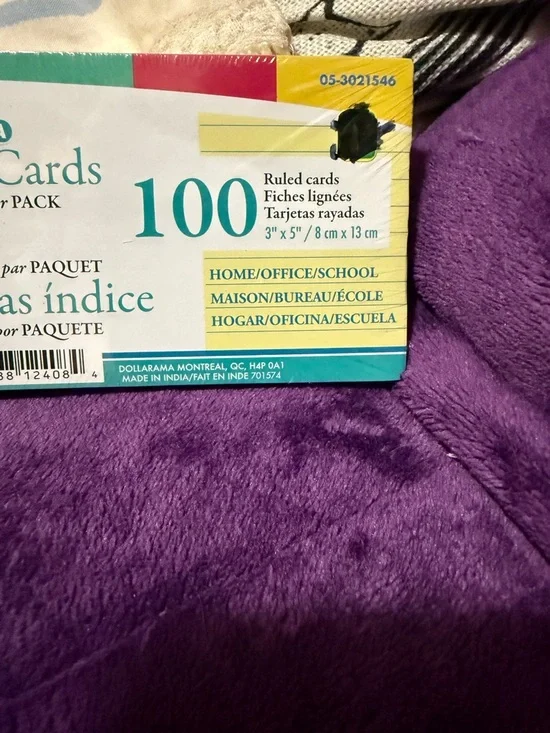 05-3021546
Cards
r PACK
100
Ruled cards
Fiches lignées
Tarjetas rayadas
3" x 5" / 8 cm x 13 cm
par PAQUET
as índice
por PAQUETE
HOME/OFFICE/SCHOOL
MAISON/BUREAU/ÉCOLE
HOGAR/OFICINA/ESCUELA
12408 4
DOLLARAMA MONTREAL, QC, H4P 0A1
MADE IN INDIA/FAIT EN INDE 701574